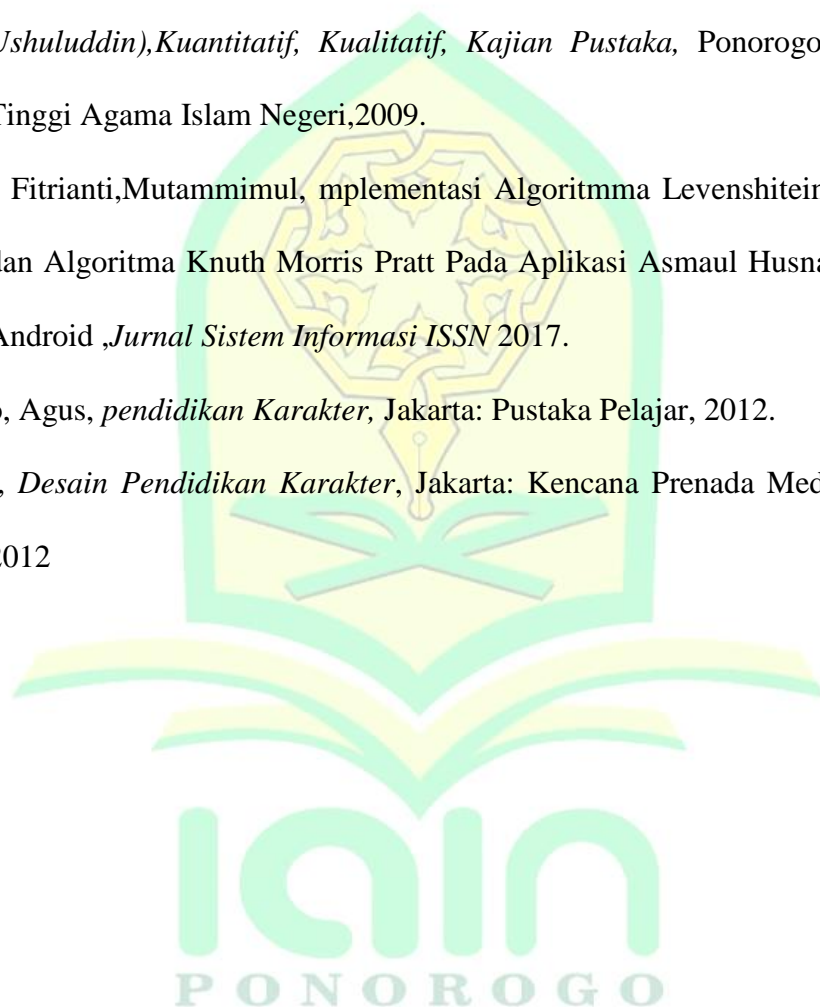 Ushuluddin),Kuantitatif, Kualitatif, Kajian Pustaka, Ponorogo
Tinggi Agama Islam Negeri,2009.
Fitrianti,Mutammimul, mplementasi Algoritmma Levenshitein
dan Algoritma Knuth Morris Pratt Pada Aplikasi Asmaul Husna
Android ,Jurnal Sistem Informasi ISSN 2017.
, Agus, pendidikan Karakter, Jakarta: Pustaka Pelajar, 2012.
, Desain Pendidikan Karakter, Jakarta: Kencana Prenada Med
2012
iain
PONOROGO